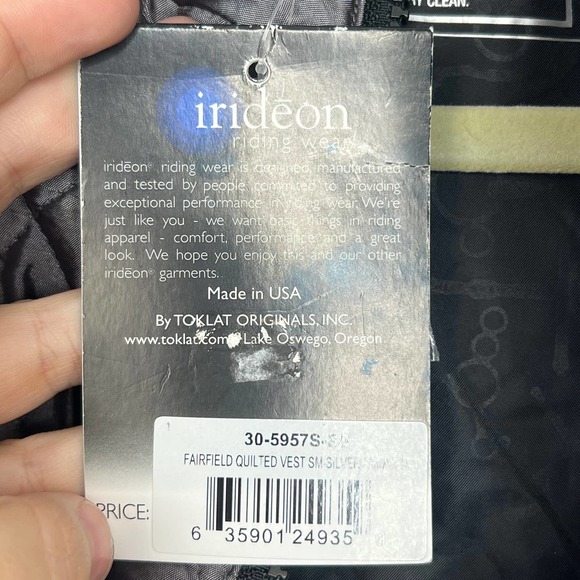 Y CLEAN.
iridēon
riding wear
iridēon® riding wear is designed, manufactured
and tested by people committed to providing
exceptional performance in riding wear. We're
just like you - we want basic things in riding
apparel - comfort, performance and a great
look. We hope you enjoy this and our other
iridēon® garments.
Made in USA
By TOKLAT ORIGINALS, INC.
www.toklat.com Lake Oswego, Oregon
30-5957S-
FAIRFIELD QUILTED VEST SM SILVER
PRICE:
6 35901 24935